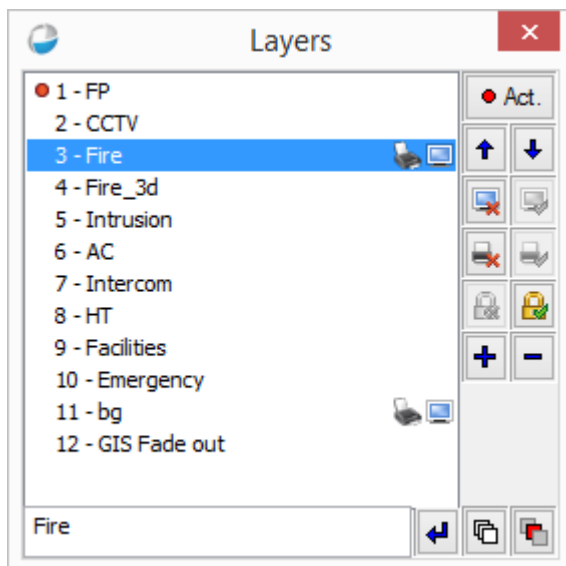 Layers
1 - FP
2 - CCTV
3 - Fire
4 - Fire_3d
5 - Intrusion
6 - AC
7 - Intercom
8 - HT
9 - Facilities
10 - Emergency
11 - bg
12 - GIS Fade out
Act.
Fire